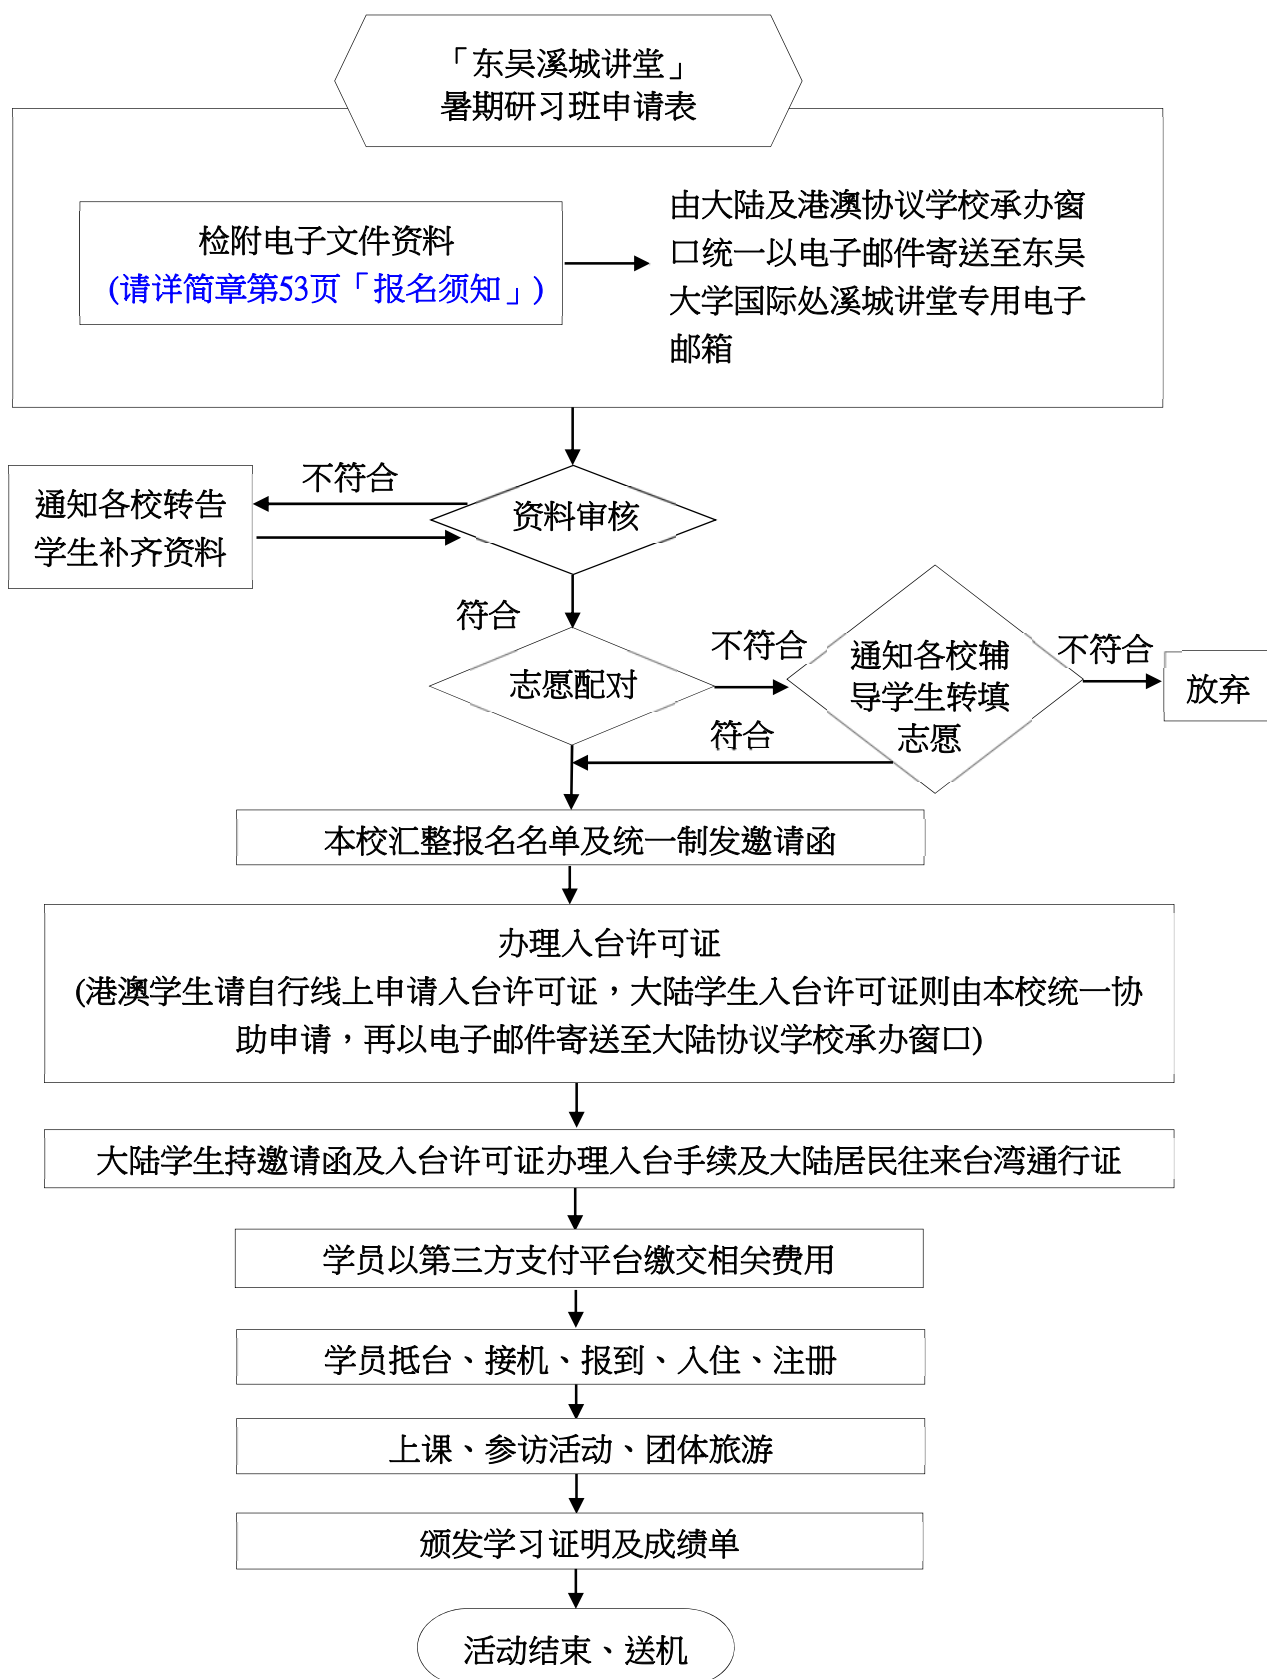 「东吴溪城讲堂」
暑期研习班申请表
检附电子文件资料
(请详简章第53页「报名须知」)
由大陆及港澳协议学校承办窗
口统一以电子邮件寄送至东吴
大学国际处溪城讲堂专用电子
邮箱
不符合
通知各校转告
学生补齐资料
资料审核
符合
志愿配对
不符合
通知各校辅
导学生转填
志愿
不符合
放弃
符合
本校汇整报名名单及统一制发邀请函
办理入台许可证
(港澳学生请自行线上申请入台许可证，大陆学生入台许可证则由本校统一协
助申请，再以电子邮件寄送至大陆协议学校承办窗口)
大陆学生持邀请函及入台许可证办理入台手续及大陆居民往来台湾通行证
学员以第三方支付平台缴交相关费用
学员抵台、接机、报到、入住、注册
上课、参访活动、团体旅游
颁发学习证明及成绩单
活动结束、送机